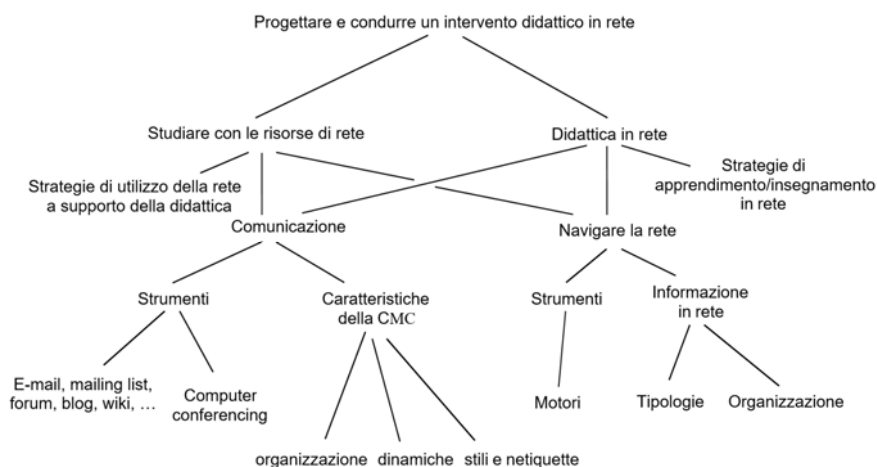 Progettare e condurre un intervento didattico in rete
Studiare con le risorse di rete
Didattica in rete
Strategie di utilizzo della rete
a supporto della didattica
Strategie di
apprendimento/insegnamento
in rete
Comunicazione
Navigare la rete
Strumenti
Caratteristiche
della CMC
Strumenti
Informazione
in rete
E-mail, mailing list,
forum, blog, wiki, …
Computer
conferencing
Motori
Tipologie
Organizzazione
organizzazione
dinamiche
stili e netiquette